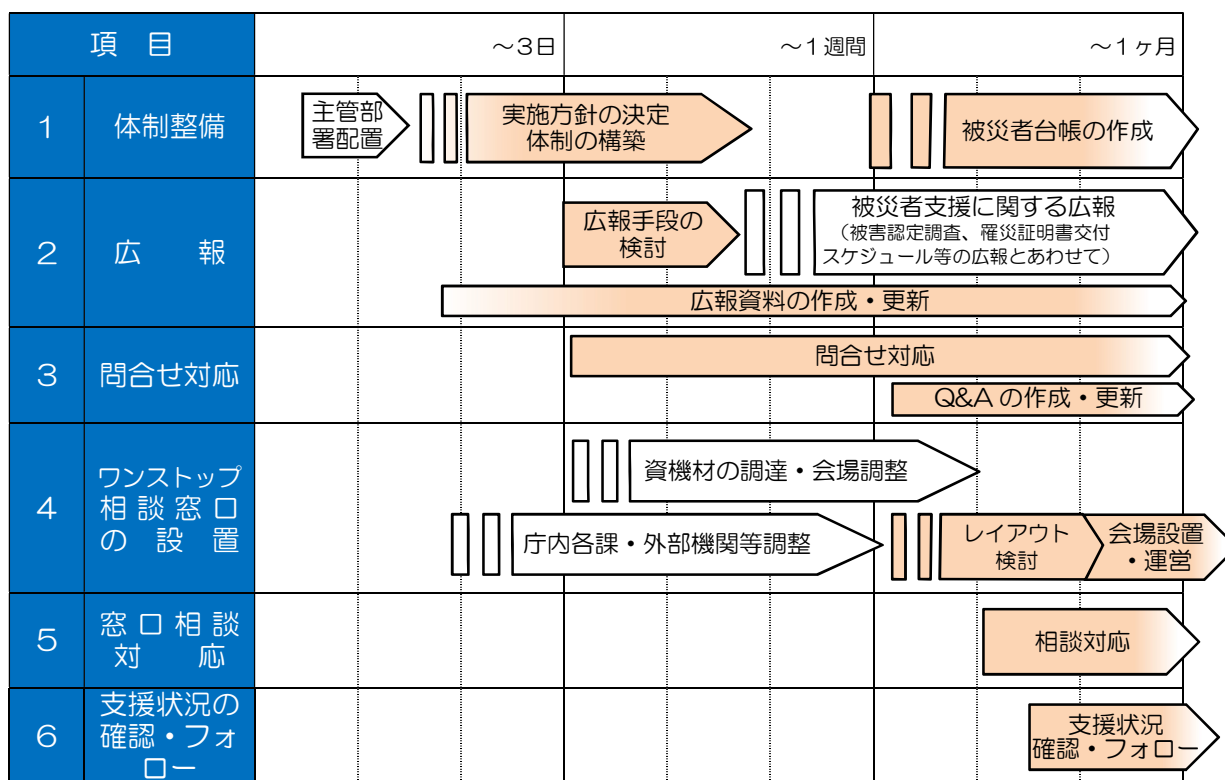 項 目
～3日
～1週間
～1ヶ月
1
体制整備
主管部
署配置
実施方針の決定
体制の構築
被災者台帳の作成
2
広 報
広報手段の
検討
被災者支援に関する広報
（被害認定調査、罹災証明書交付
スケジュール等の広報とあわせて）
広報資料の作成・更新
3
問合せ対応
問合せ対応
Q&Aの作成・更新
4
ワンストップ
相談窓口
の設置
資機材の調達・会場調整
庁内各課・外部機関等調整
レイアウト
検討
会場設置
・運営
5
窓口相談
対応
相談対応
6
支援状況の
確認・フォ
ロー
支援状況
確認・フォロー